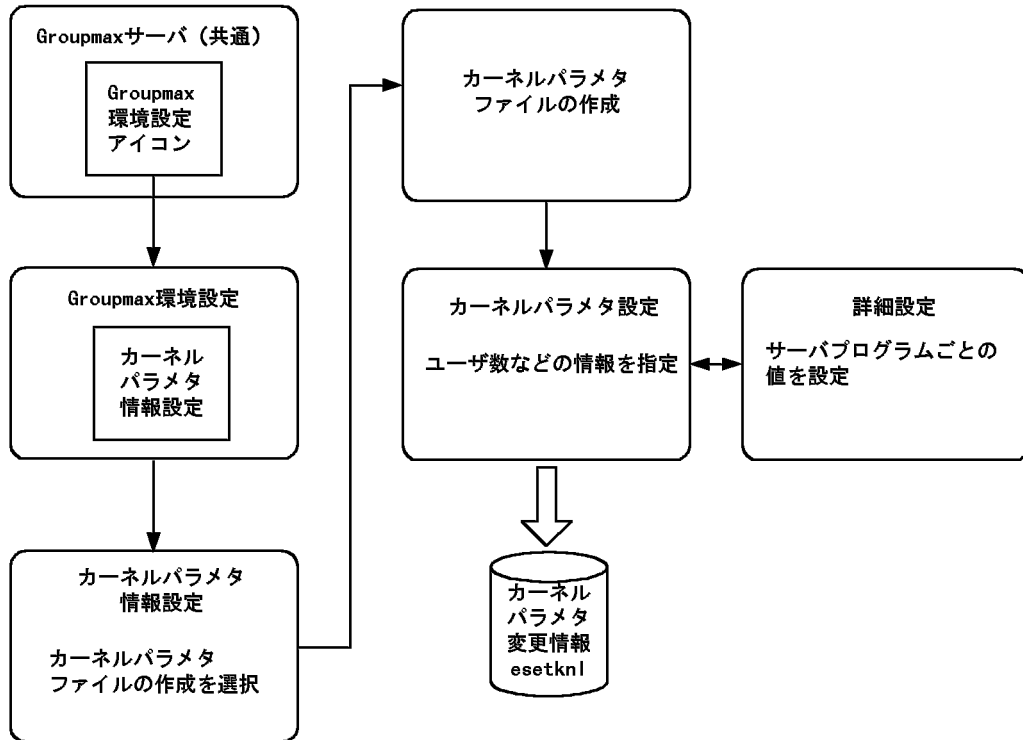 Groupmaxサーバ（共通）
Groupmax
環境設定
アイコン
Groupmax環境設定
カーネル
パラメタ
情報設定
カーネルパラメタ
情報設定
カーネルパラメタ
ファイルの作成を選択
カーネルパラメタ
ファイルの作成
カーネルパラメタ設定
ユーザ数などの情報を指定
詳細設定
サーバプログラムごとの
値を設定
カーネル
パラメタ
変更情報
esetknl